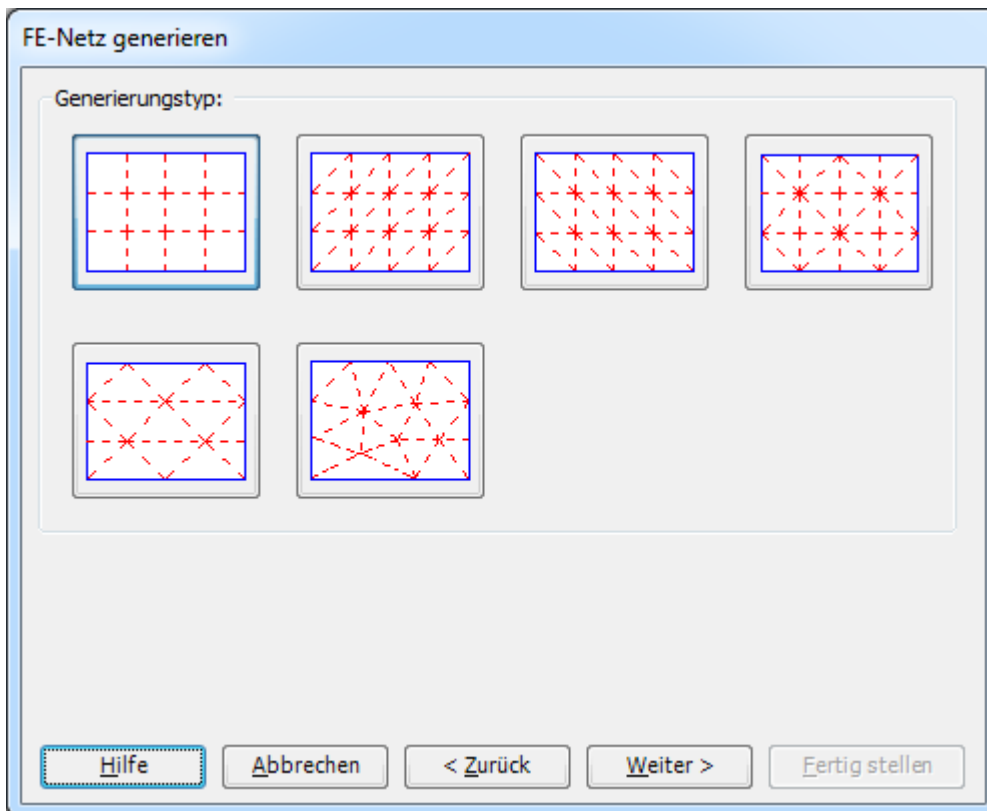 FE-Netz generieren
Generierungstyp:
Hilfe
Abbrechen
< Zurück
Weiter >
Fertig stellen